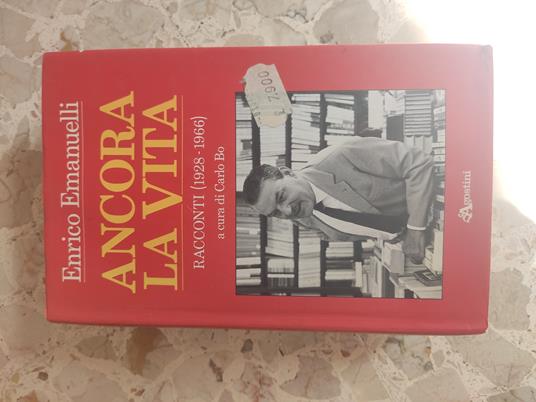 Enrico Emanuelli
ANCORA
LA VITA
RACCONTI (1928-1966)
a cura di Carlo Bo
7.900
Agostini